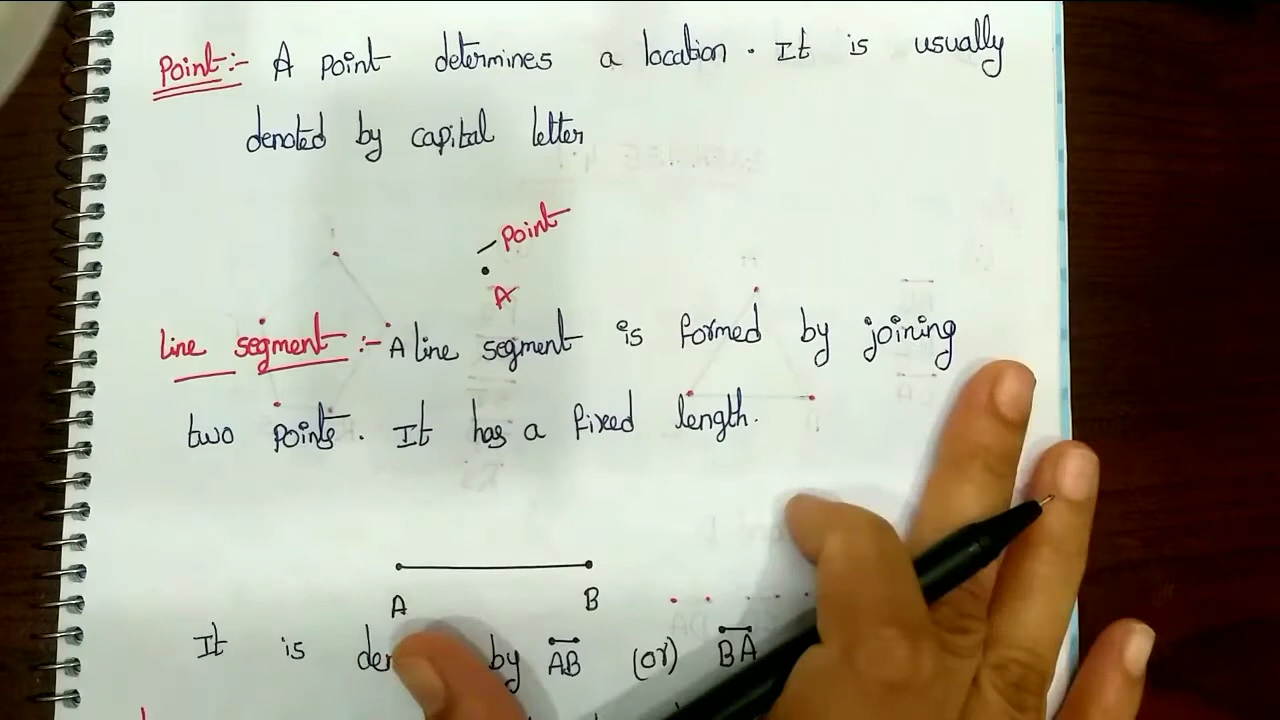 Point:- A point determines a location. It is usually
denoted by capital letter
Point
A
line segment:- A line segment is formed by joining
two points. It has a fixed length.
A B
It is by AB (or) BA